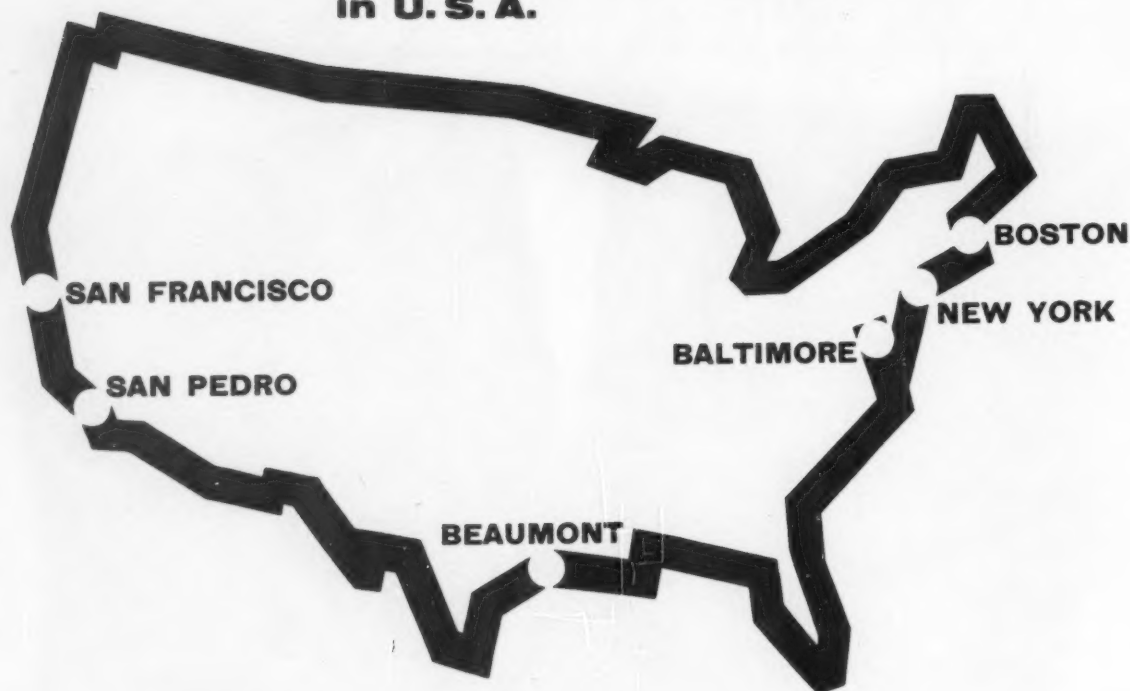 in U.S.A.
BOSTON
SAN FRANCISCO
NEW YORK
BALTIMORE
SAN PEDRO
BEAUMONT